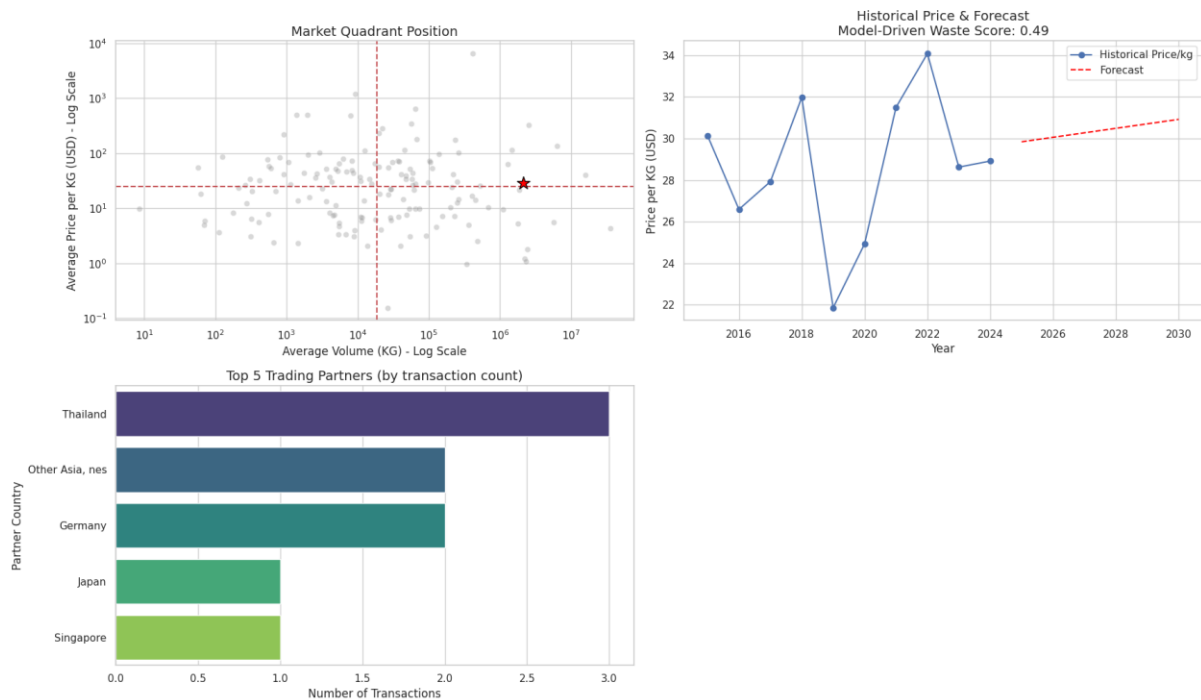 Market Quadrant Position
10⁴
10³
10²
10¹
10⁰
10⁻¹
Average Price per KG (USD) - Log Scale
10¹
10²
10³
10⁴
10⁵
10⁶
10⁷
Average Volume (KG) - Log Scale
Historical Price & Forecast
Model-Driven Waste Score: 0.49
Historical Price/kg
Forecast
34
32
30
28
26
24
22
Price per KG (USD)
2016
2018
2020
2022
2024
2026
2028
2030
Year
Top 5 Trading Partners (by transaction count)
Thailand
Other Asia, nes
Germany
Japan
Singapore
Partner Country
0.0
0.5
1.0
1.5
2.0
2.5
3.0
Number of Transactions